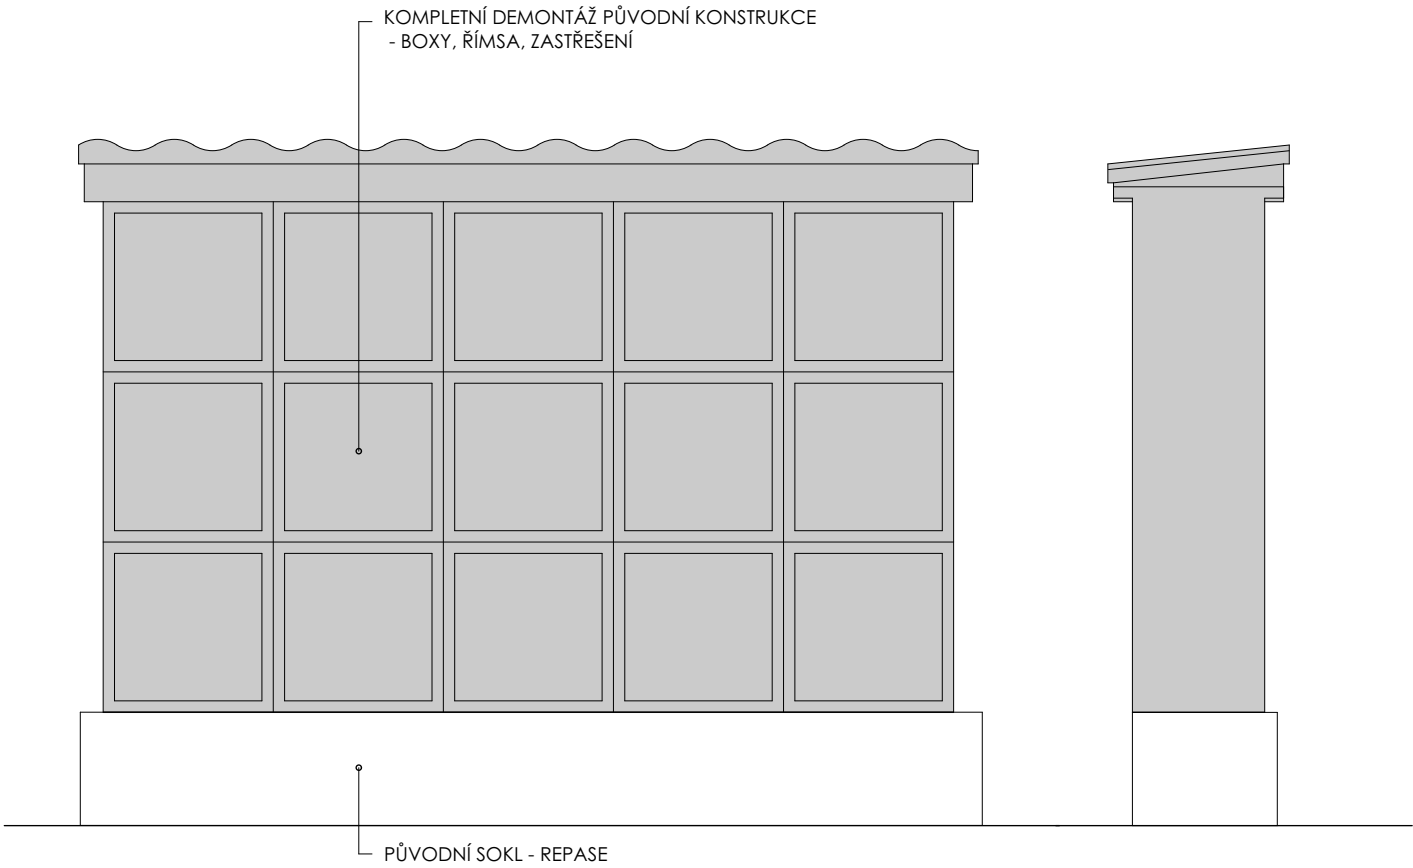 KOMPLETNÍ DEMONTÁŽ PŮVODNÍ KONSTRUKCE
- BOXY, ŘÍMSA, ZASTŘEŠENÍ
PŮVODNÍ SOKL - REPASE